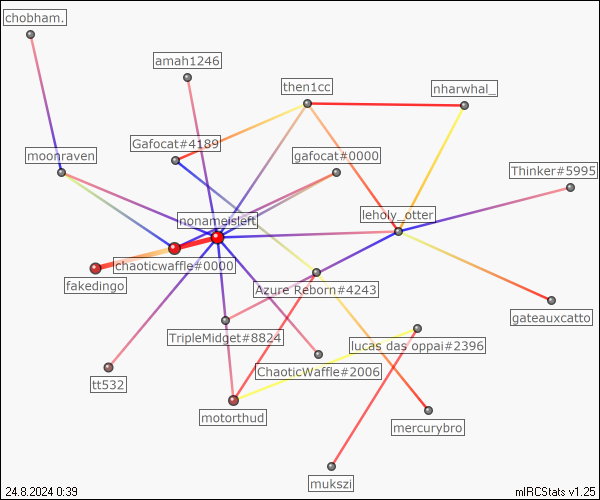 chobham.
amah1246
then1cc
nharwhal_
Gafocat#4189
moonraven
gafocat#0000
Thinker#5995
nonameisleft
leholy_otter
chaoticwaffle#0000
fakedingo
Azure Reborn#4243
gateauxcatto
TripleMidget#8824
lucas das oppai#2396
ChaoticWaffle#2006
tt532
motorthud
mercurybro
mukszi
24.8.2024 0:39
mIRCStats v1.25